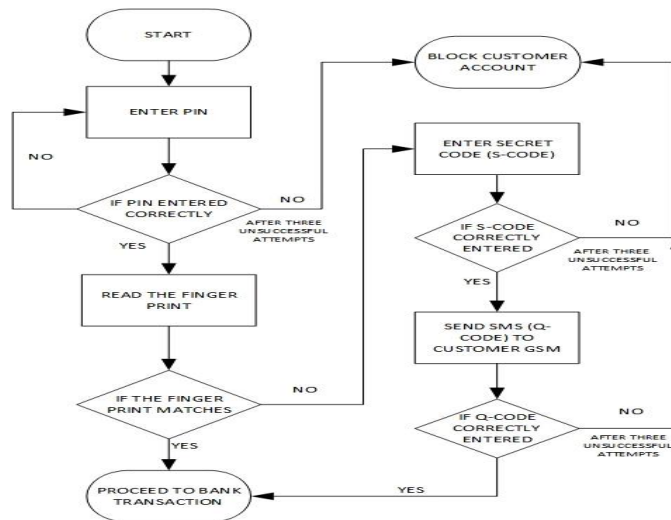 START
BLOCK CUSTOMER
ACCOUNT
ENTER PIN
NO
IF PIN ENTERED
CORRECTLY
NO
AFTER THREE
UNSUCCESSFUL
ATTEMPTS
YES
READ THE FINGER
PRINT
IF THE FINGER
PRINT MATCHES
NO
YES
PROCEED TO BANK
TRANSACTION
ENTER SECRET
CODE (S-CODE)
IF S-CODE
CORRECTLY
ENTERED
NO
AFTER THREE
UNSUCCESSFUL
ATTEMPTS
YES
SEND SMS (Q-
CODE) TO
CUSTOMER GSM
IF Q-CODE
CORRECTLY
ENTERED
NO
AFTER THREE
UNSUCCESSFUL
ATTEMPTS
YES